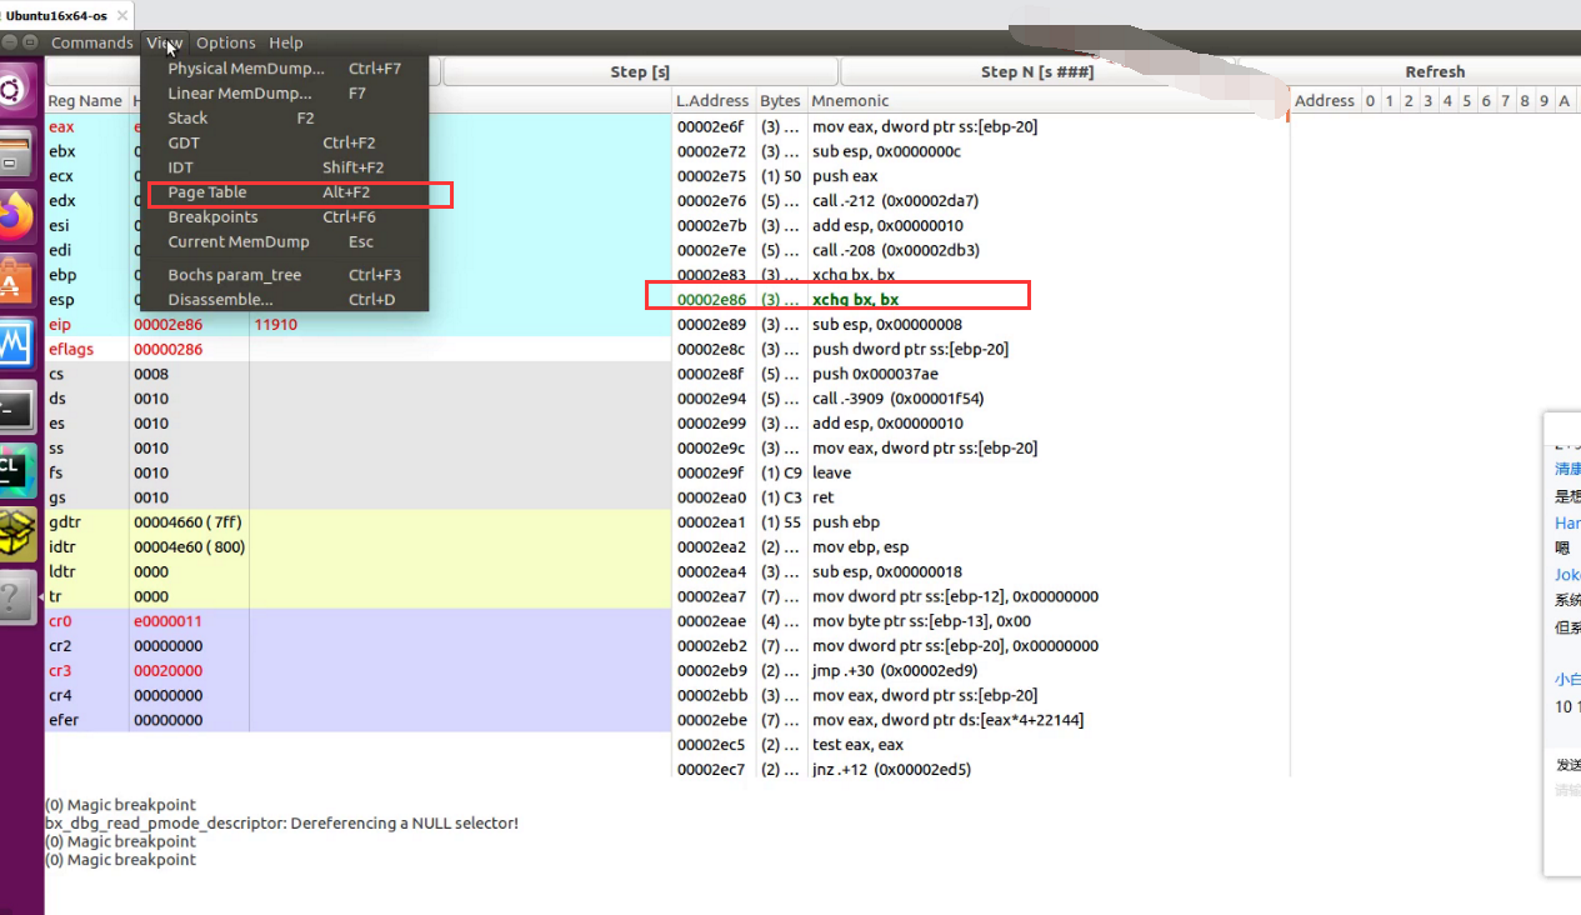 Ubuntu16x64-os
Commands View Options Help
Physical MemDump... Ctrl+F7
Linear MemDump... F7
Stack F2
GDT Ctrl+F2
IDT Shift+F2
Page Table Alt+F2
Breakpoints Ctrl+F6
Current MemDump Esc
Bochs param_tree Ctrl+F3
Disassemble... Ctrl+D
Step [s] Step N [s ###] Refresh
Reg Name H
eax e
ebx 0
ecx 0
edx 0
esi 0
edi 0
ebp 0
esp 0
eip 00002e86 11910
eflags 00000286
cs 0008
ds 0010
es 0010
ss 0010
fs 0010
gs 0010
gdtr 00004660 ( 7ff)
idtr 00004e60 ( 800)
ldtr 0000
tr 0000
cr0 e0000011
cr2 00000000
cr3 00020000
cr4 00000000
efer 00000000
L.Address Bytes Mnemonic
00002e6f (3) ... mov eax, dword ptr ss:[ebp-20]
00002e72 (3) ... sub esp, 0x0000000c
00002e75 (1) 50 push eax
00002e76 (5) ... call .-212 (0x00002da7)
00002e7b (3) ... add esp, 0x00000010
00002e7e (5) ... call .-208 (0x00002db3)
00002e83 (3) ... xchg bx, bx
00002e86 (3) ... xchg bx, bx
00002e89 (3) ... sub esp, 0x00000008
00002e8c (3) ... push dword ptr ss:[ebp-20]
00002e8f (5) ... push 0x000037ae
00002e94 (5) ... call .-3909 (0x00001f54)
00002e99 (3) ... add esp, 0x00000010
00002e9c (3) ... mov eax, dword ptr ss:[ebp-20]
00002e9f (1) C9 leave
00002ea0 (1) C3 ret
00002ea1 (1) 55 push ebp
00002ea2 (2) ... mov ebp, esp
00002ea4 (3) ... sub esp, 0x00000018
00002ea7 (7) ... mov dword ptr ss:[ebp-12], 0x00000000
00002eae (4) ... mov byte ptr ss:[ebp-13], 0x00
00002eb2 (7) ... mov dword ptr ss:[ebp-20], 0x00000000
00002eb9 (2) ... jmp .+30 (0x00002ed9)
00002ebb (3) ... mov eax, dword ptr ss:[ebp-20]
00002ebe (7) ... mov eax, dword ptr ds:[eax*4+22144]
00002ec5 (2) ... test eax, eax
00002ec7 (2) ... jnz .+12 (0x00002ed5)
Address 0 1 2 3 4 5 6 7 8 9 A
(0) Magic breakpoint
bx_dbg_read_pmode_descriptor: Dereferencing a NULL selector!
(0) Magic breakpoint
(0) Magic breakpoint
清康
是想
Har
嗯
Jok
系统
但系
小白
10 1
发送
请输